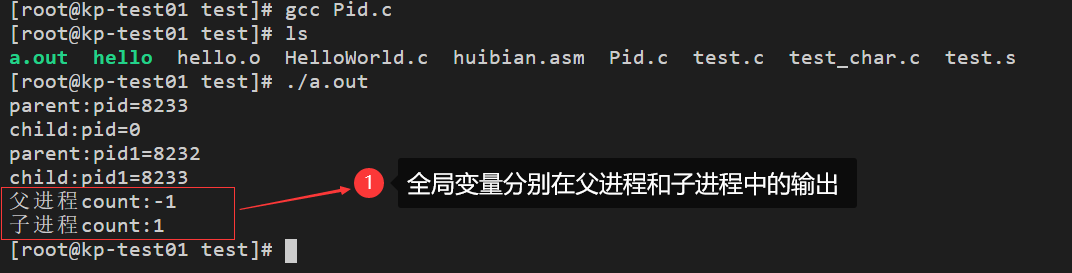 [root@kp-test01 test]# gcc Pid.c
[root@kp-test01 test]# ls
a.out hello hello.o HelloWorld.c huibian.asm Pid.c test.c test_char.c test.s
[root@kp-test01 test]# ./a.out
parent:pid=8233
child:pid=0
parent:pid1=8232
child:pid1=8233
父进程count:-1
子进程count:1
[root@kp-test01 test]#
1 全局变量分别在父进程和子进程中的输出